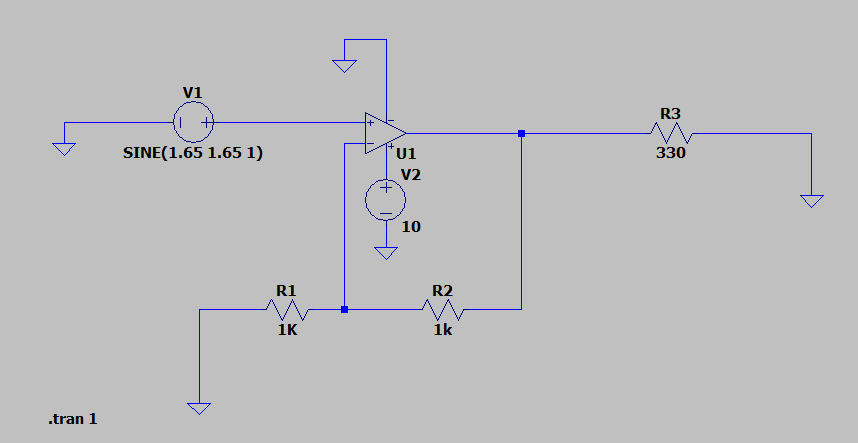 V1
SINE(1.65 1.65 1)
U1
V2
10
R3
330
R1
1K
R2
1k
.tran 1